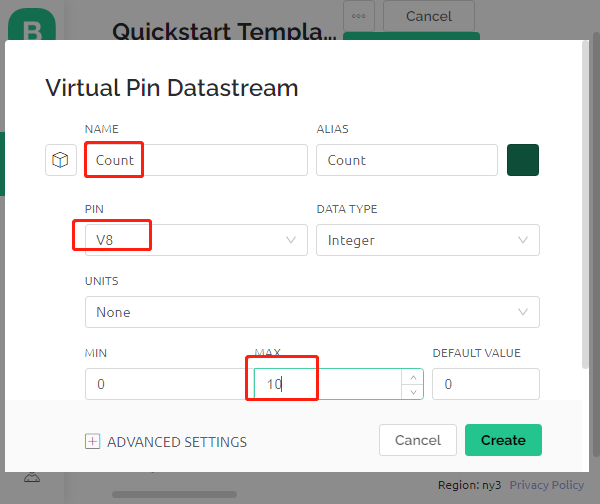 B
Quickstart Templa...
Cancel
Virtual Pin Datastream
NAME
ALIAS
Count
Count
PIN
DATA TYPE
V8
Integer
UNITS
None
MIN
MAX
DEFAULT VALUE
0
10
0
ADVANCED SETTINGS
Cancel
Create
Region: ny3
Privacy Policy